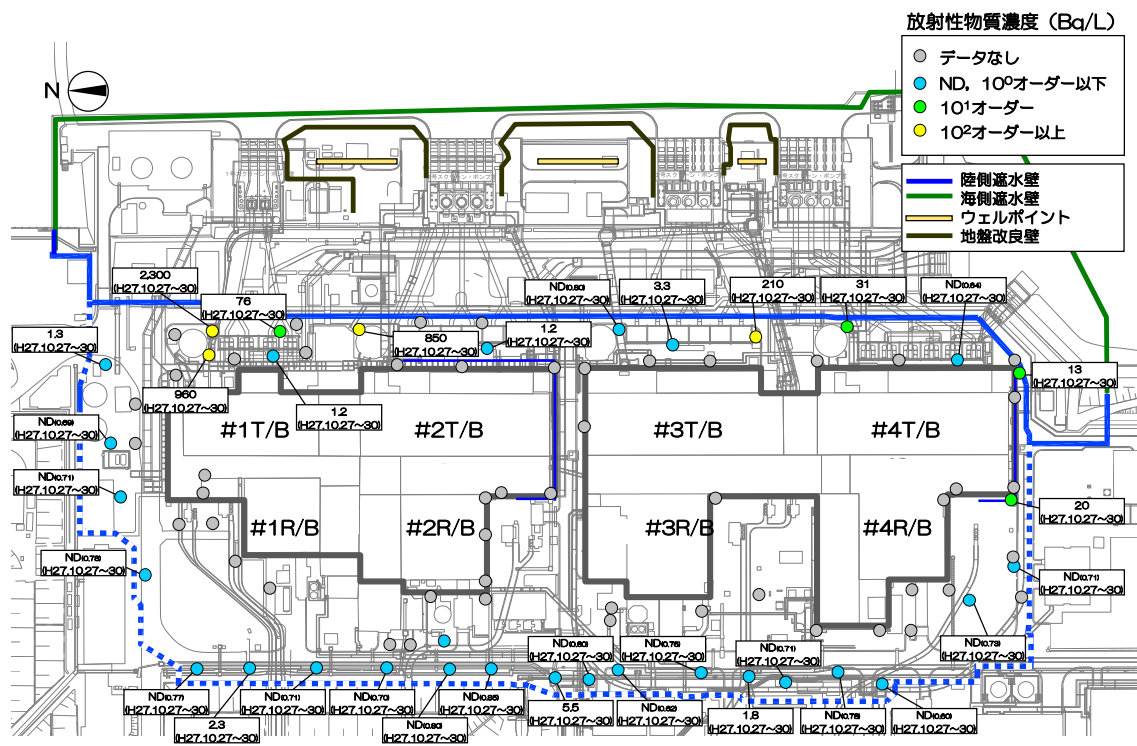 放射性物質濃度（Bq/L）
データなし
ND，10⁰オーダー以下
10¹オーダー
10²オーダー以上
陸側遮水壁
海側遮水壁
ウェルポイント
地盤改良壁
N
2,300
(H27.10.27～30)
76
(H27.10.27～30)
ND(0.60)
(H27.10.27～30)
3.3
(H27.10.27～30)
210
(H27.10.27～30)
31
(H27.10.27～30)
ND(0.64)
(H27.10.27～30)
1.3
(H27.10.27～30)
850
(H27.10.27～30)
1.2
(H27.10.27～30)
13
(H27.10.27～30)
960
(H27.10.27～30)
1.2
(H27.10.27～30)
ND(0.69)
(H27.10.27～30)
#1T/B
#2T/B
#3T/B
#4T/B
ND(0.71)
(H27.10.27～30)
20
(H27.10.27～30)
#1R/B
#2R/B
#3R/B
#4R/B
ND(0.78)
(H27.10.27～30)
ND(0.71)
(H27.10.27～30)
ND(0.60)
(H27.10.27～30)
ND(0.76)
(H27.10.27～30)
ND(0.71)
(H27.10.27～30)
ND(0.73)
(H27.10.27～30)
ND(0.77)
(H27.10.27～30)
2.3
(H27.10.27～30)
ND(0.71)
(H27.10.27～30)
ND(0.70)
(H27.10.27～30)
ND(0.60)
(H27.10.27～30)
ND(0.65)
(H27.10.27～30)
5.5
(H27.10.27～30)
ND(0.62)
(H27.10.27～30)
1.8
(H27.10.27～30)
ND(0.78)
(H27.10.27～30)
ND(0.60)
(H27.10.27～30)